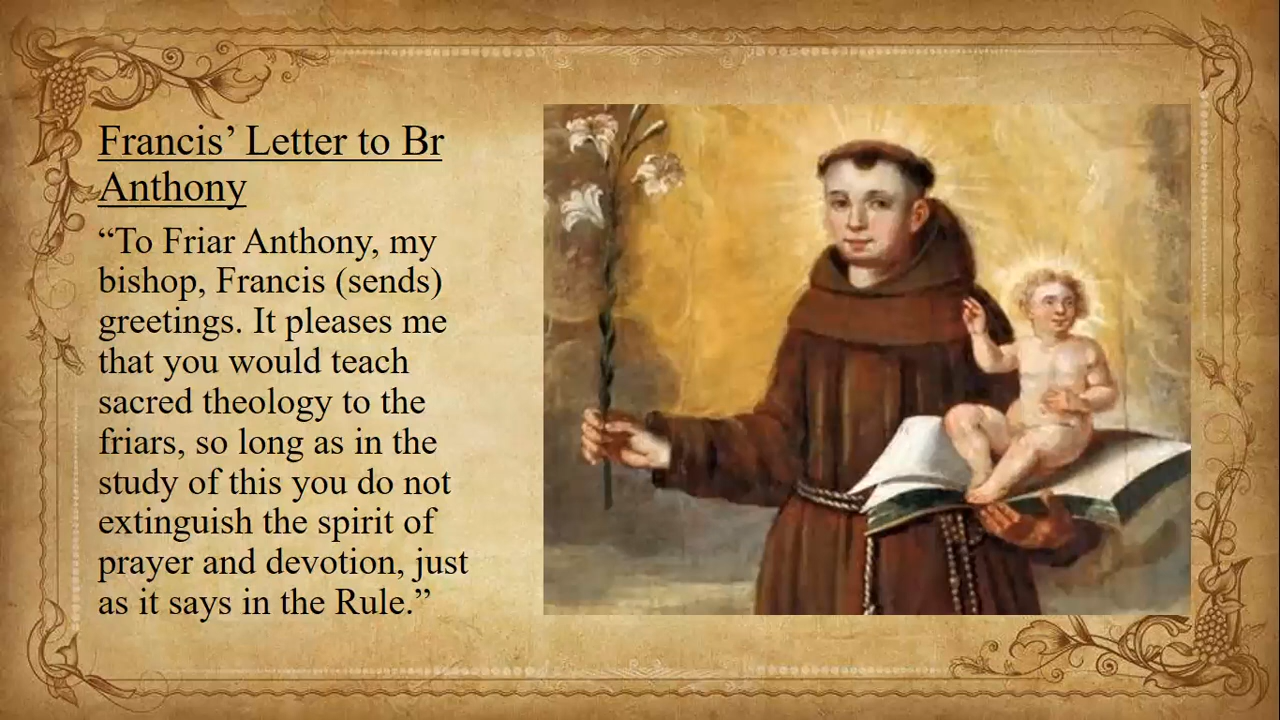 Francis’ Letter to Br
Anthony
“To Friar Anthony, my
bishop, Francis (sends)
greetings. It pleases me
that you would teach
sacred theology to the
friars, so long as in the
study of this you do not
extinguish the spirit of
prayer and devotion, just
as it says in the Rule.”